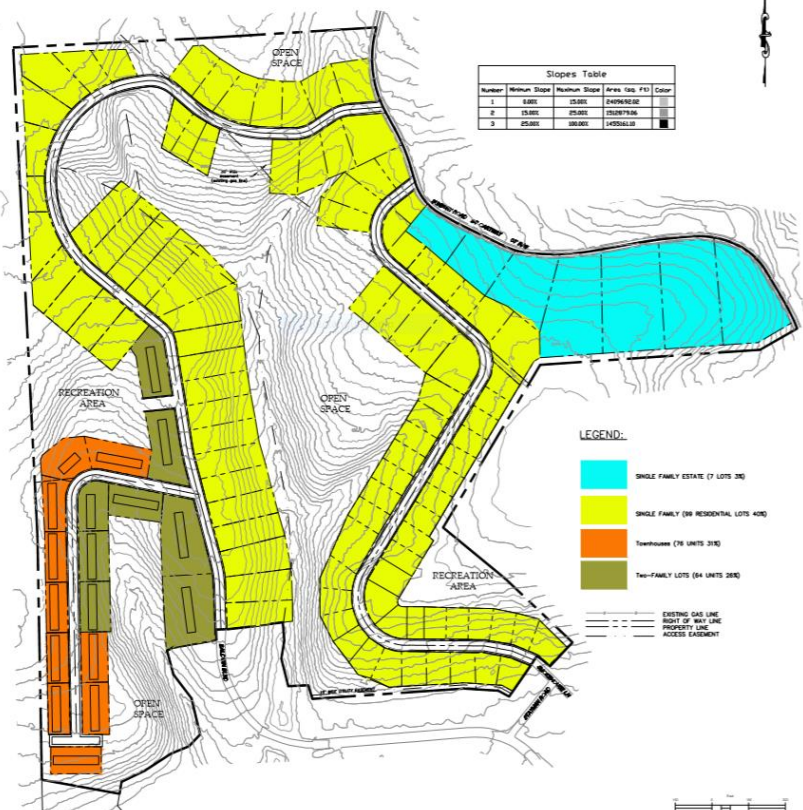 OPEN
SPACE
Slopes Table
Number Minimum Slope Maximum Slope Area (sq. ft) Color
1 0.00% 15.00% 2409692.02
2 15.00% 25.00%
3 25.00% 100.00%
RECREATION
AREA
OPEN
SPACE
LEGEND:
SINGLE FAMILY ESTATE (7 LOTS 3%)
SINGLE FAMILY (99 RESIDENTIAL LOTS 40%)
Townhouses (76 UNITS 31%)
Two-FAMILY LOTS (64 UNITS 26%)
RECREATION
AREA
EXISTING GAS LINE
RIGHT OF WAY LINE
PROPERTY LINE
ACCESS EASEMENT
OPEN
SPACE